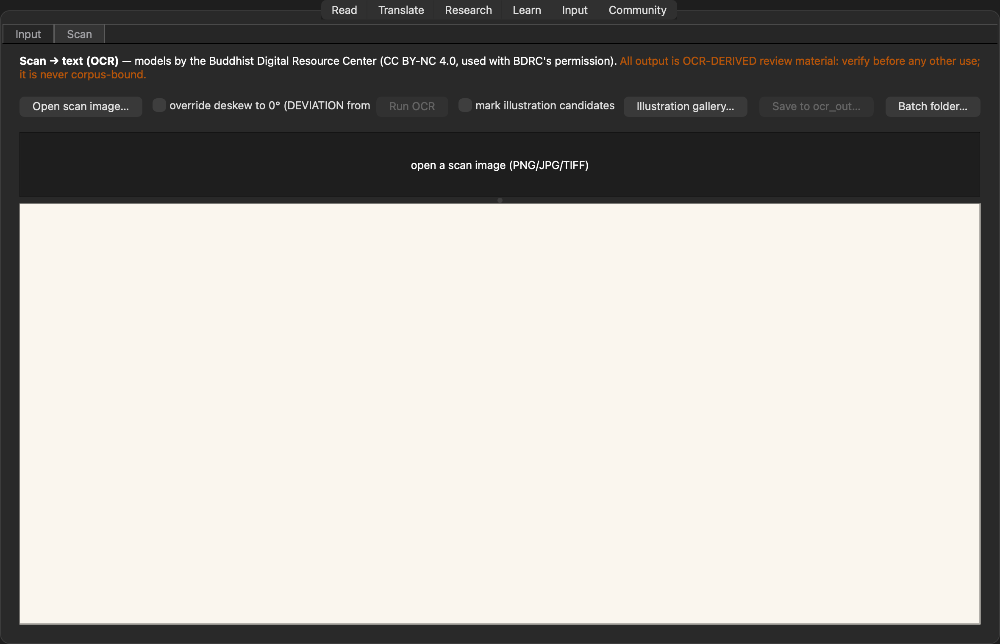 Read Translate Research Learn Input Community
Input Scan
Scan → text (OCR) — models by the Buddhist Digital Resource Center (CC BY-NC 4.0, used with BDRC's permission). All output is OCR-DERIVED review material: verify before any other use;
it is never corpus-bound.
Open scan image... override deskew to 0° (DEVIATION from Run OCR mark illustration candidates Illustration gallery... Save to ocr_out... Batch folder...
open a scan image (PNG/JPG/TIFF)